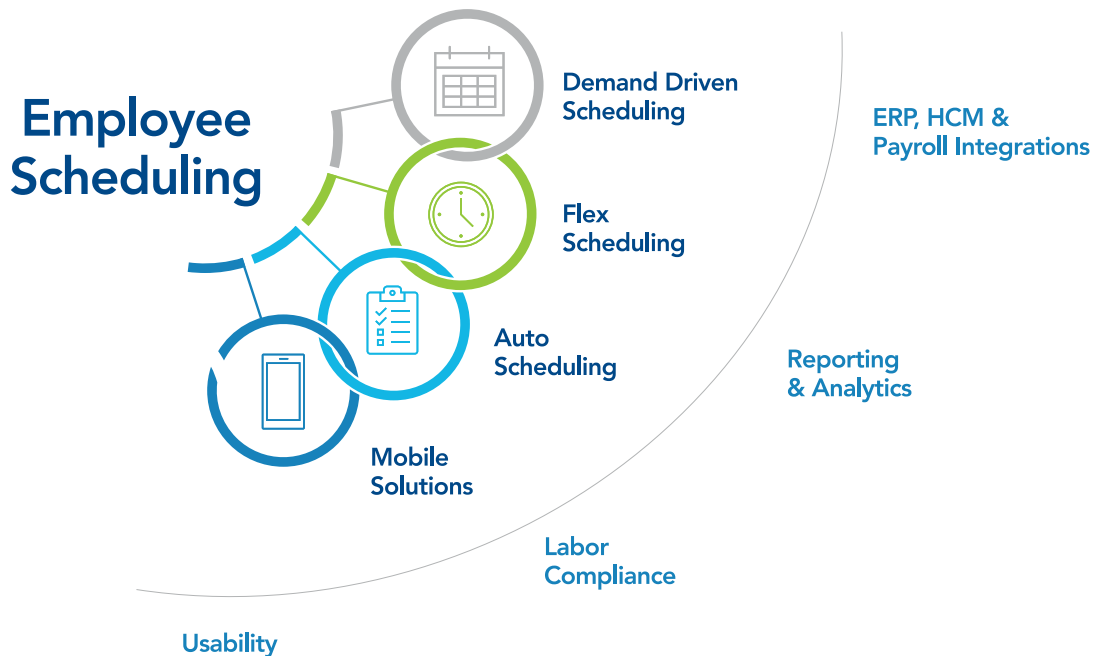 Employee
Scheduling
Demand Driven
Scheduling
Flex
Scheduling
Auto
Scheduling
Mobile
Solutions
ERP, HCM &
Payroll Integrations
Reporting
& Analytics
Labor
Compliance
Usability